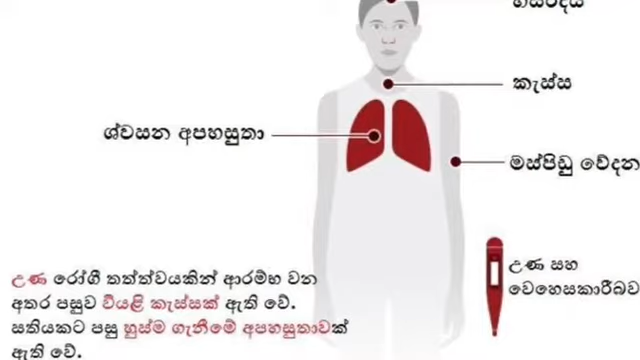 කැස්ස
ශ්වසන අපහසුතා
මස්පිඩු වේදන
උණ සහ
වෙහෙසකාරීබව
උණ රෝගී තත්ත්වයකින් ආරම්භ වන
අතර පසුව වියළි කැස්සක් ඇති වේ.
සතියකට පසු හුස්ම ගැනීමේ අපහසුතාවක්
ඇති වේ.